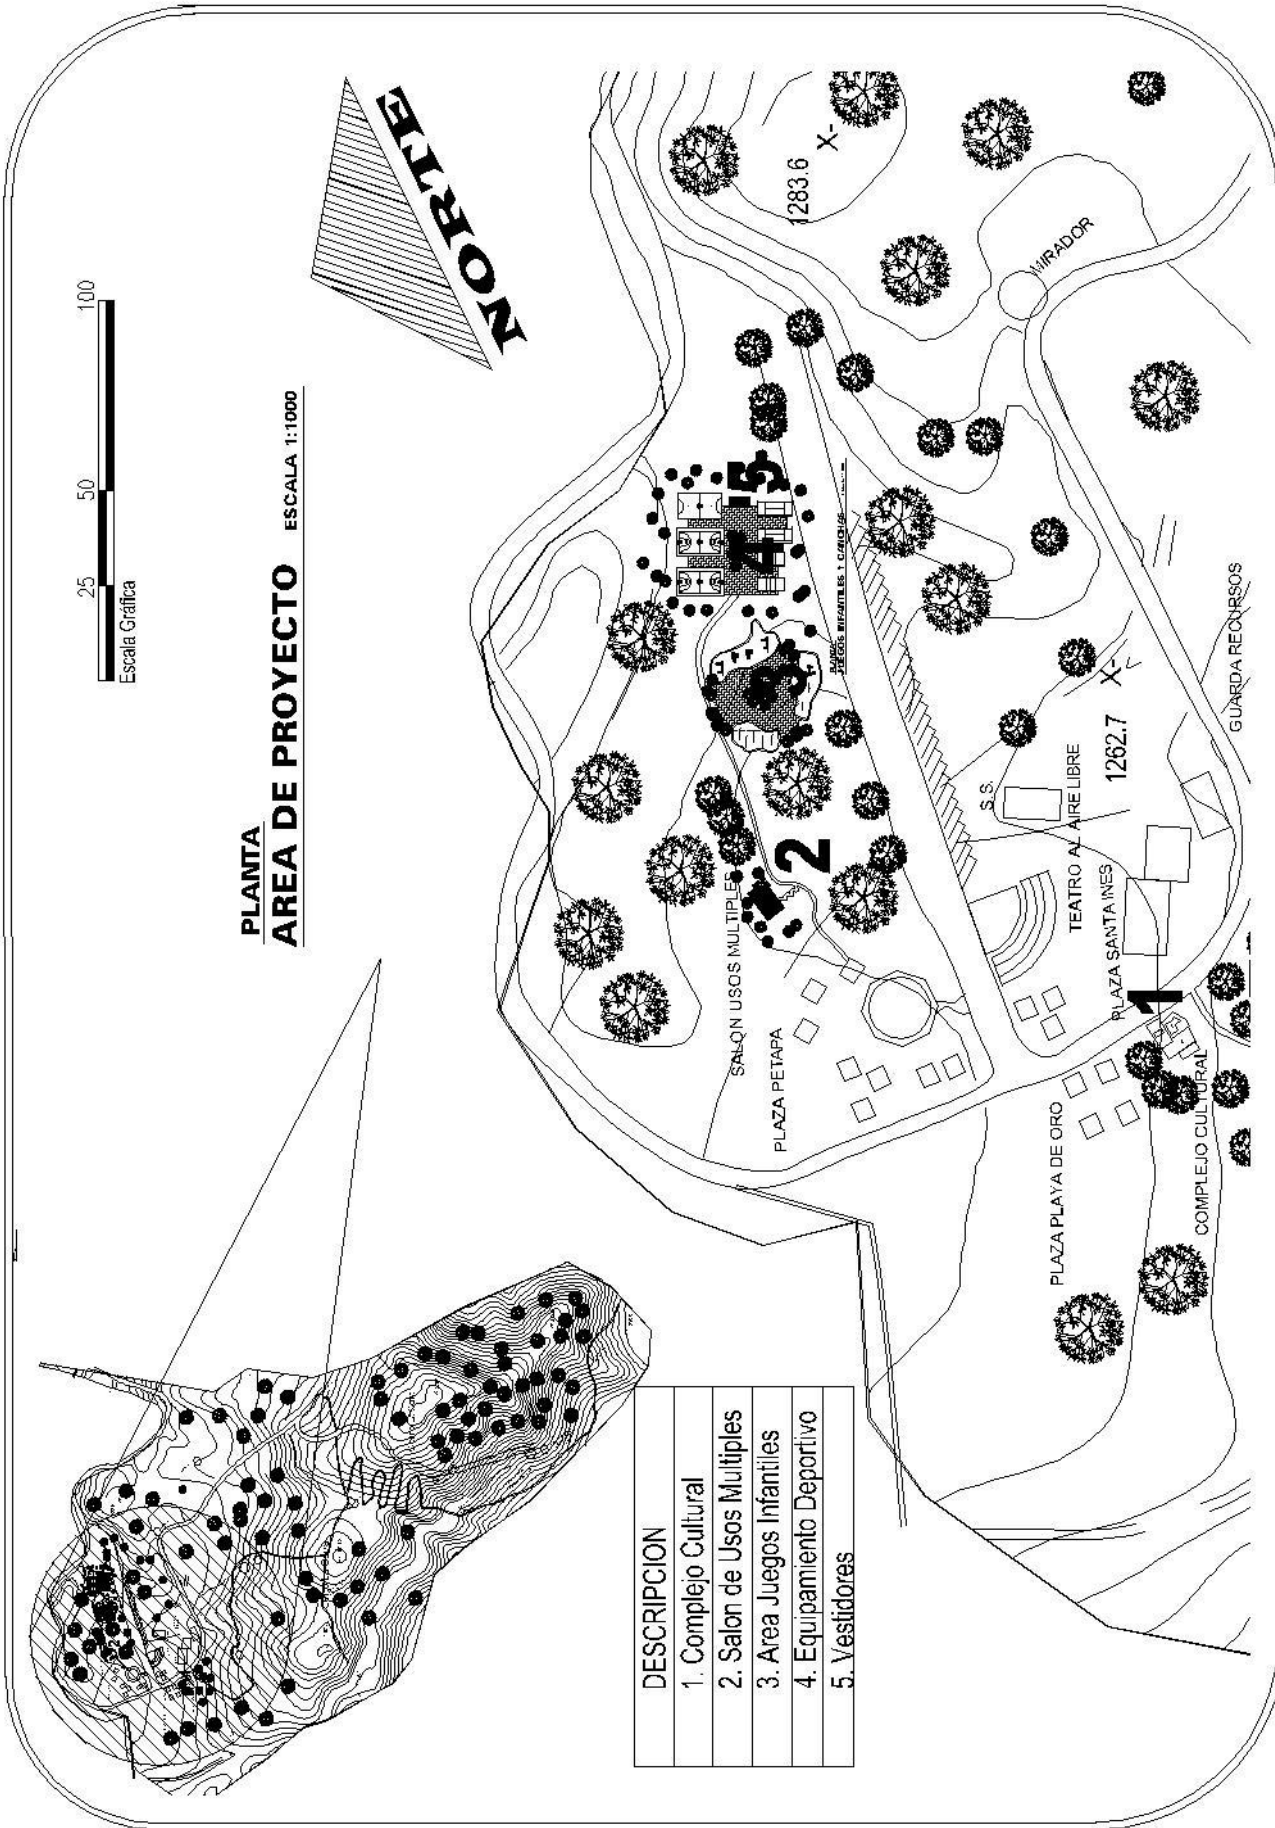 PLANTA
AREA DE PROYECTO ESCALA 1:1000
25 50 100
Escala Gráfica
NORTE
DESCRIPCION
1. Complejo Cultural
2. Salon de Usos Multiples
3. Area Juegos Infantiles
4. Equipamiento Deportivo
5. Vestidores
SALON USOS MULTIPLES
PLAZA PETAPA
2
3
4
5
JUEGOS INFANTILES Y CANCHAS
1283.6
X-
MIRADOR
S.S.
TEATRO AL AIRE LIBRE
1262.7
X-
PLAZA SANTA INES
1
PLAZA PLAYA DE ORO
COMPLEJO CULTURAL
GUARDA RECURSOS